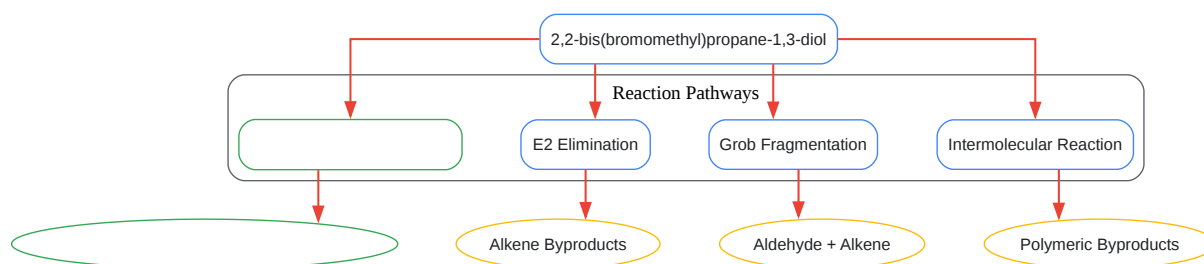 2,2-bis(bromomethyl)propane-1,3-diol
Reaction Pathways
E2 Elimination
Grob Fragmentation
Intermolecular Reaction
Alkene Byproducts
Aldehyde + Alkene
Polymeric Byproducts